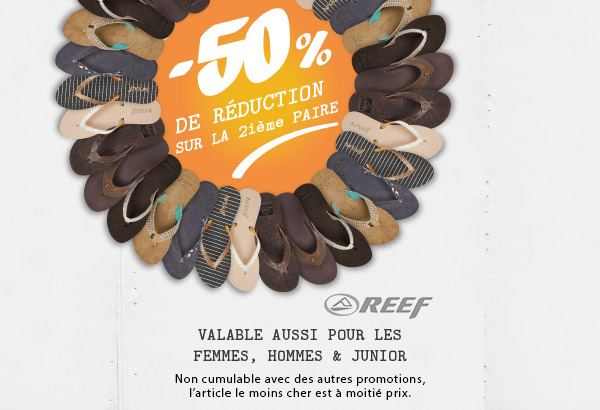 -50%
DE RÉDUCTION
SUR LA 2ième PAIRE
REEF
VALABLE AUSSI POUR LES
FEMMES, HOMMES & JUNIOR
Non cumulable avec des autres promotions,
l'article le moins cher est à moitié prix.